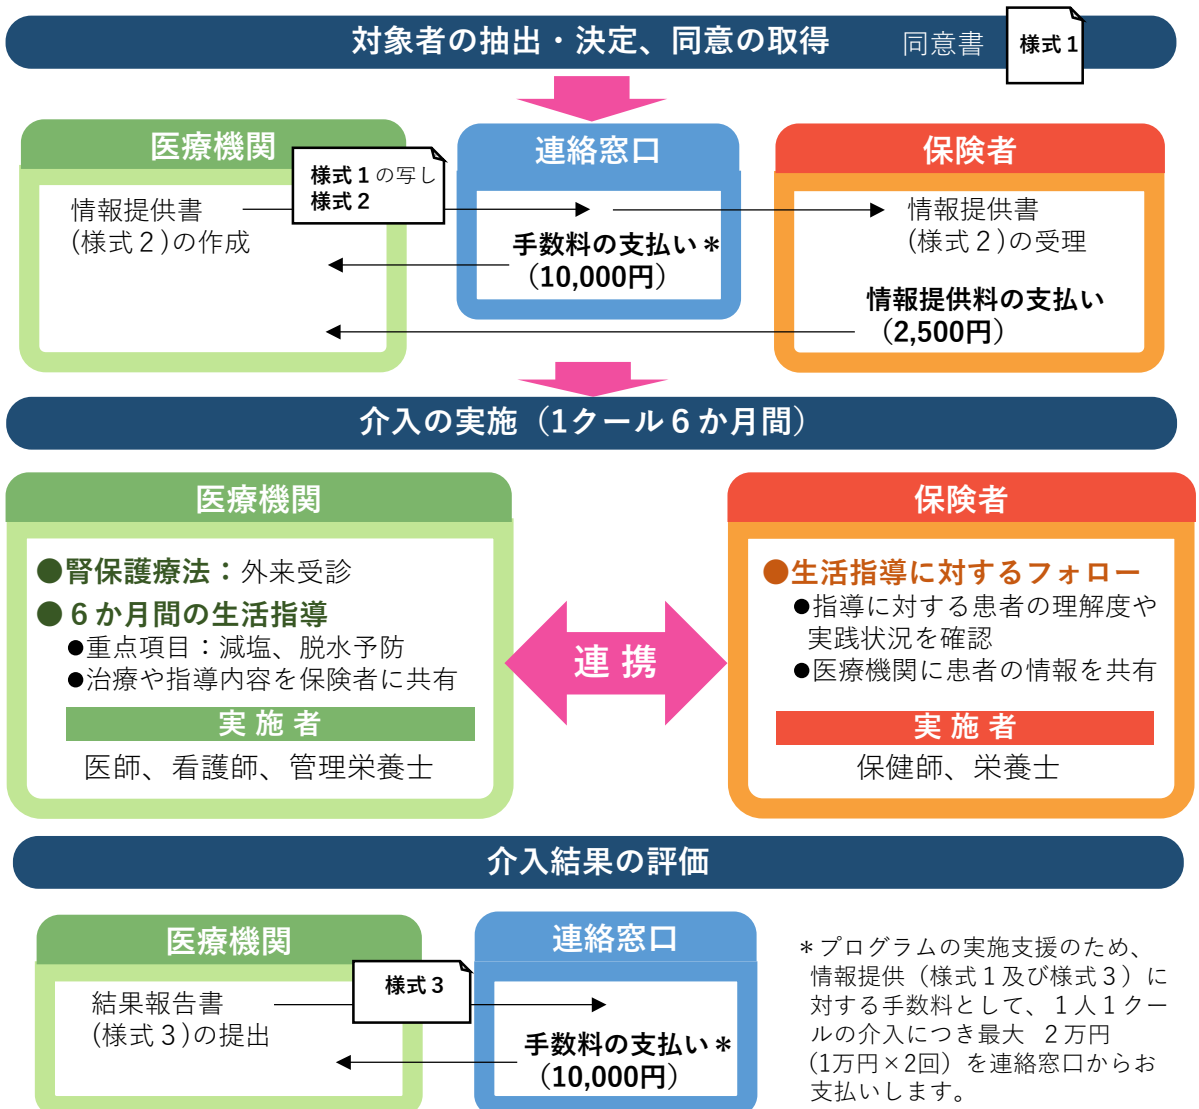 対象者の抽出・決定、同意の取得
同意書
様式１
医療機関
情報提供書
(様式２)の作成
様式１の写し
様式２
連絡窓口
手数料の支払い＊
（10,000円）
保険者
情報提供書
(様式２)の受理
情報提供料の支払い
（2,500円）
介入の実施（1クール６か月間）
医療機関
●腎保護療法：外来受診
●６か月間の生活指導
●重点項目：減塩、脱水予防
●治療や指導内容を保険者に共有
実 施 者
医師、看護師、管理栄養士
連 携
保険者
●生活指導に対するフォロー
●指導に対する患者の理解度や
実践状況を確認
●医療機関に患者の情報を共有
実 施 者
保健師、栄養士
介入結果の評価
医療機関
結果報告書
(様式３)の提出
様式３
連絡窓口
手数料の支払い＊
（10,000円）
＊プログラムの実施支援のため、
情報提供（様式１及び様式３）に
対する手数料として、１人１クー
ルの介入につき最大　２万円
(1万円×2回）を連絡窓口からお
支払いします。